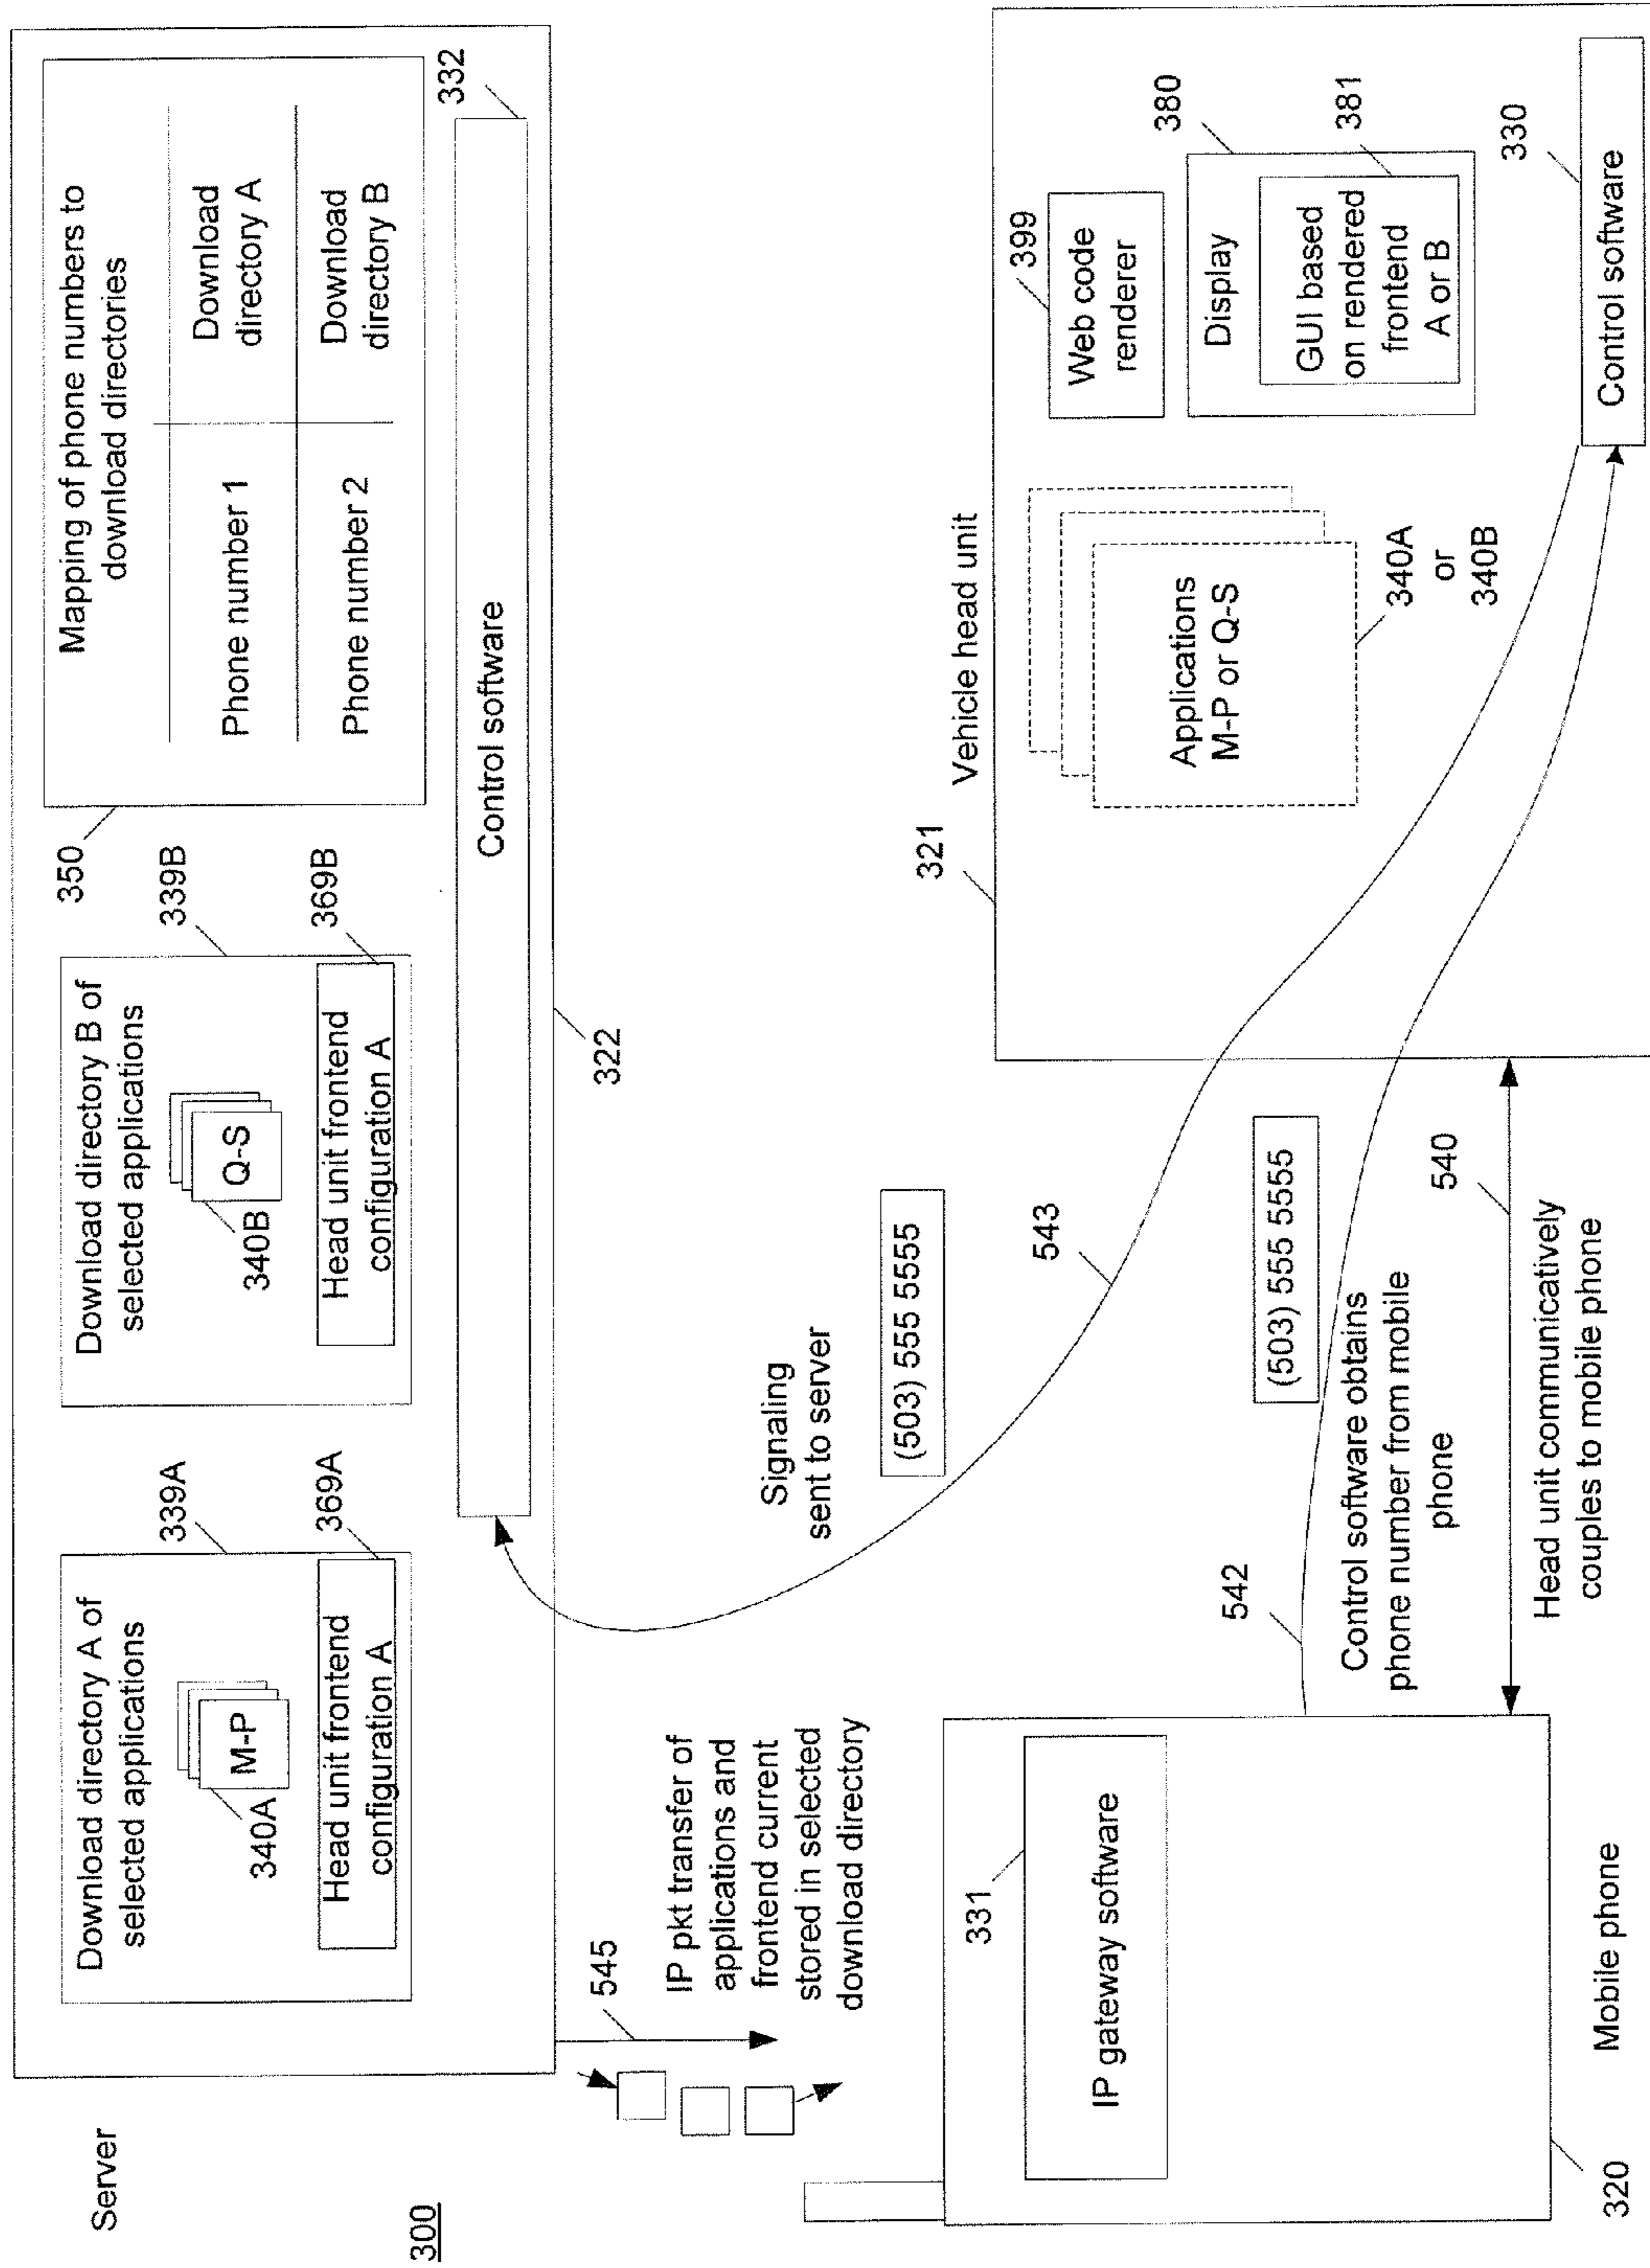 Server
300
Download directory A of
selected applications
M-P
340A
Head unit frontend
configuration A
339A
369A
Download directory B of
selected applications
Q-S
340B
Head unit frontend
configuration A
339B
369B
350
Mapping of phone numbers to
download directories
Phone number 1
Download
directory A
Phone number 2
Download
directory B
Control software
332
322
545
IP pkt transfer of
applications and
frontend current
stored in selected
download directory
Signaling
sent to server
(503) 555 5555
543
331
IP gateway software
320
Mobile phone
542
Control software obtains
phone number from mobile
phone
(503) 555 5555
540
Head unit communicatively
couples to mobile phone
321
Vehicle head unit
Applications
M-P or Q-S
340A
or
340B
399
Web code
renderer
380
Display
381
GUI based
on rendered
frontend
A or B
330
Control software